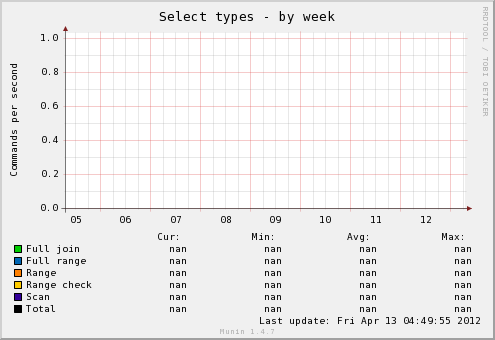 Select types - by week
RRDTOOL / TOBI OETIKER
Commands per second
1.0
0.8
0.6
0.4
0.2
0.0
05 06 07 08 09 10 11 12
Cur: Min: Avg: Max:
Full join nan nan nan nan
Full range nan nan nan nan
Range nan nan nan nan
Range check nan nan nan nan
Scan nan nan nan nan
Total nan nan nan nan
Last update: Fri Apr 13 04:49:55 2012
Munin 1.4.7